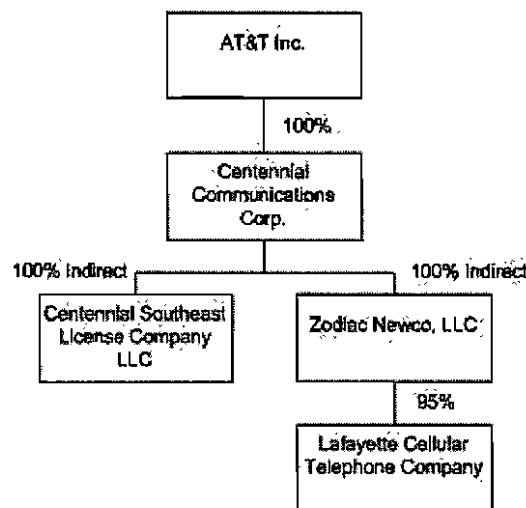 AT&T Inc.
100%
Centennial
Communications
Corp.
100% Indirect
100% Indirect
Centennial Southeast
License Company
LLC
Zodiac Newco, LLC
95%
Lafayette Cellular
Telephone Company